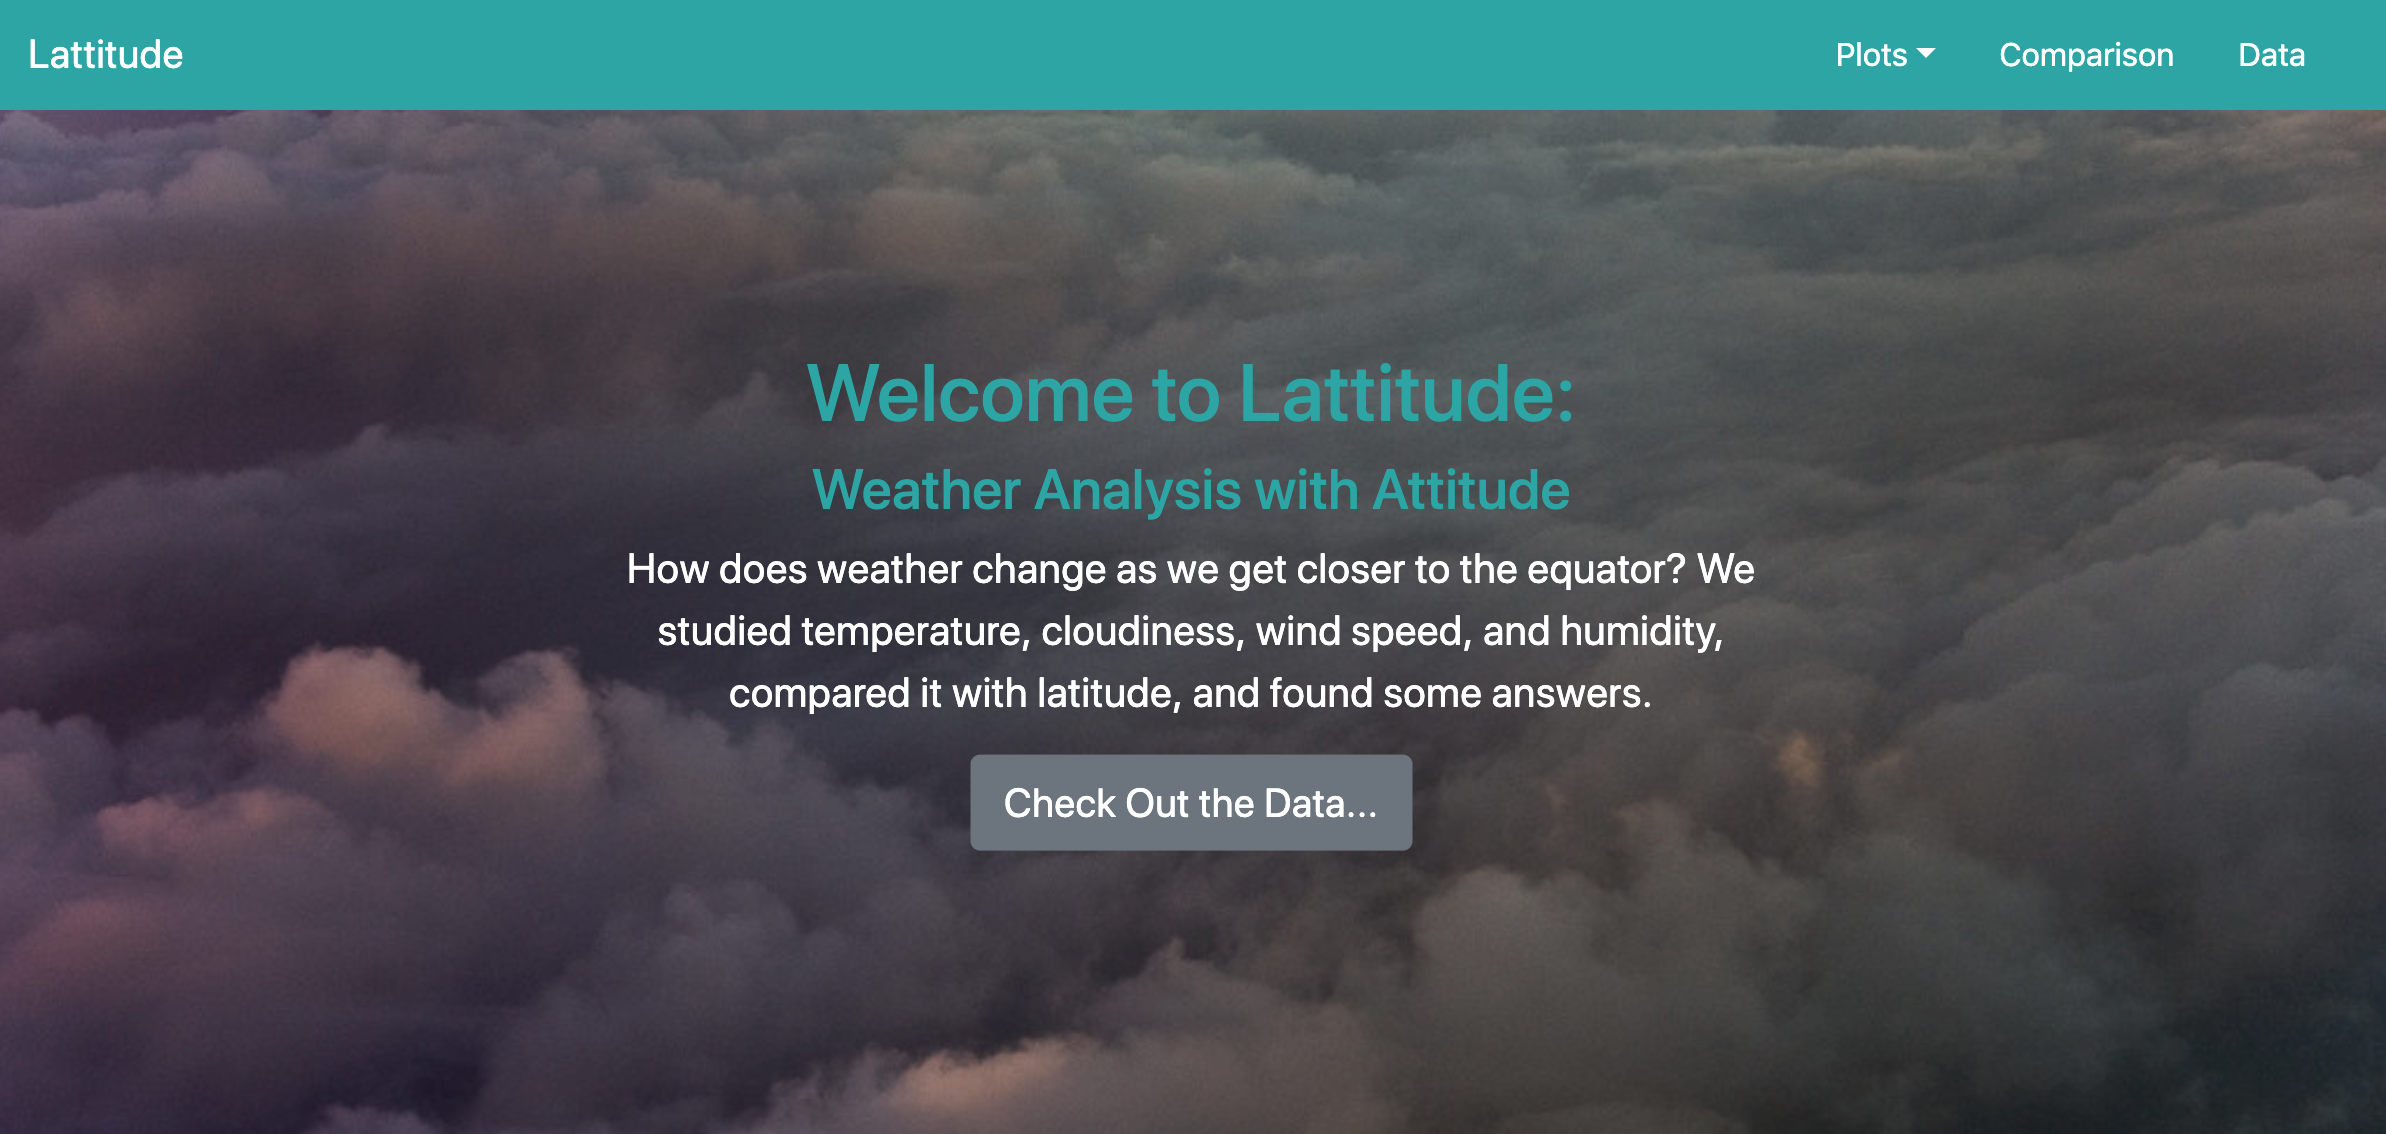 Lattitude
Plots
Comparison
Data
Welcome to Lattitude:
Weather Analysis with Attitude
How does weather change as we get closer to the equator? We
studied temperature, cloudiness, wind speed, and humidity,
compared it with latitude, and found some answers.
Check Out the Data...